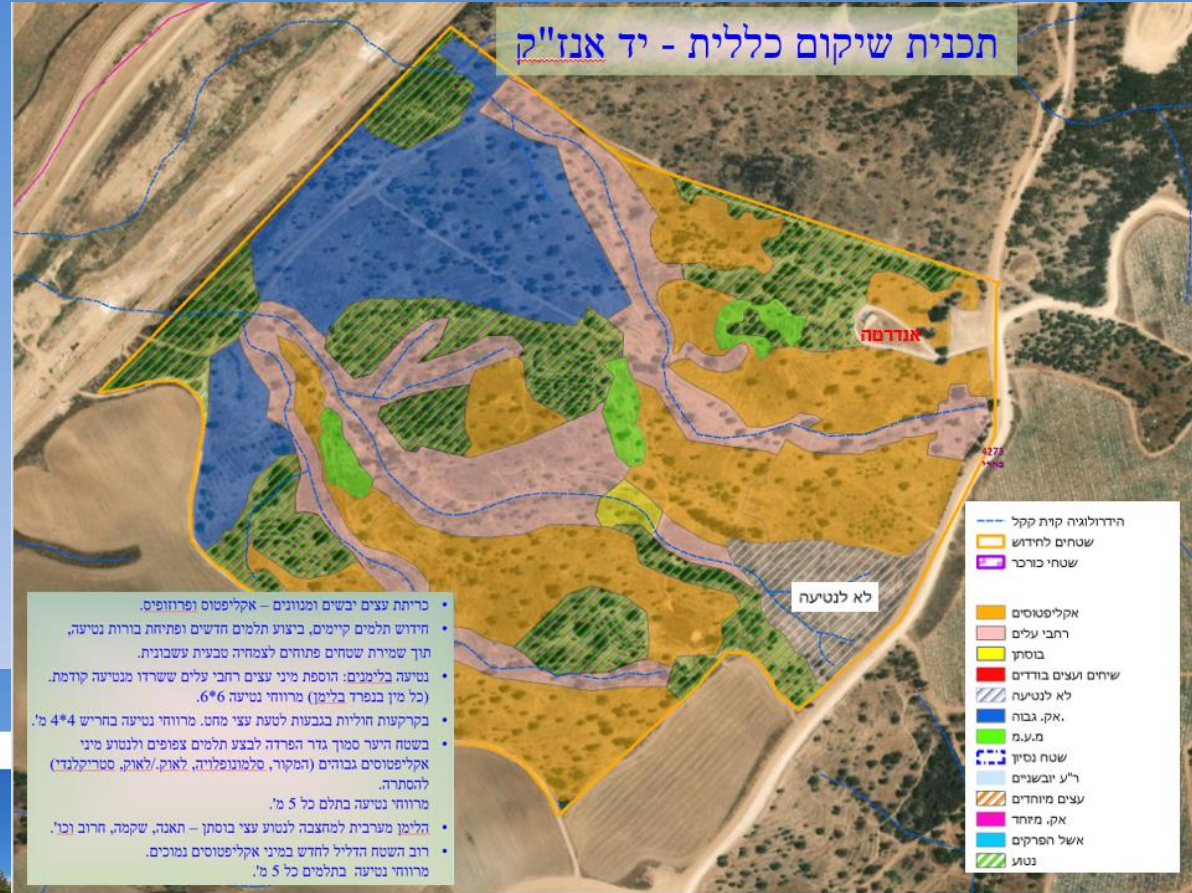 תכנית שיקום כללית - יד אנז"ק
אנדרטה
4273
לא לנטיעה
הידרולוגיה קוית קקל
שטחים לחידוש
שטחי כורכר
אקליפטוסים
רחבי עלים
בוסתן
שיחים ועצים בודדים
לא לנטיעה
אק. גבוה.
מ.ע.מ
שטח נסיון
ר"ע יובשניים
עצים מיוחדים
אק. מיוחד
אשל הפרקים
נטוע
• כריתת עצים יבשים ומנוונים – אקליפטוס ופרוזופיס.
• חידוש תלמים קיימים, ביצוע תלמים חדשים ופתיחת בורות נטיעה,
תוך שמירת שטחים פתוחים לצמחיה טבעית עשבונית.
• נטיעה בלימנים: הוספת מיני עצים רחבי עלים ששרדו מנטיעה קודמת.
(כל מין בנפרד בלימן) מרווחי נטיעה 6*6.
• בקרקעות חוליות בגבעות לטעת עצי מחט. מרווחי נטיעה בחריש 4*4 מ'.
• בשטח היער סמוך גדר הפרדה לבצע תלמים צפופים ולנטוע מיני
אקליפטוסים גבוהים (המקור, סלמונופלויה, לאוק./לאוק, סטריקלנדי)
להסתרה.
מרווחי נטיעה בתלם כל 5 מ'.
• הלימן מערבית למחצבה לנטוע עצי בוסתן – תאנה, שקמה, חרוב וכו'.
• רוב השטח הדליל לחדש במיני אקליפטוסים נמוכים.
מרווחי נטיעה בתלמים כל 5 מ'.